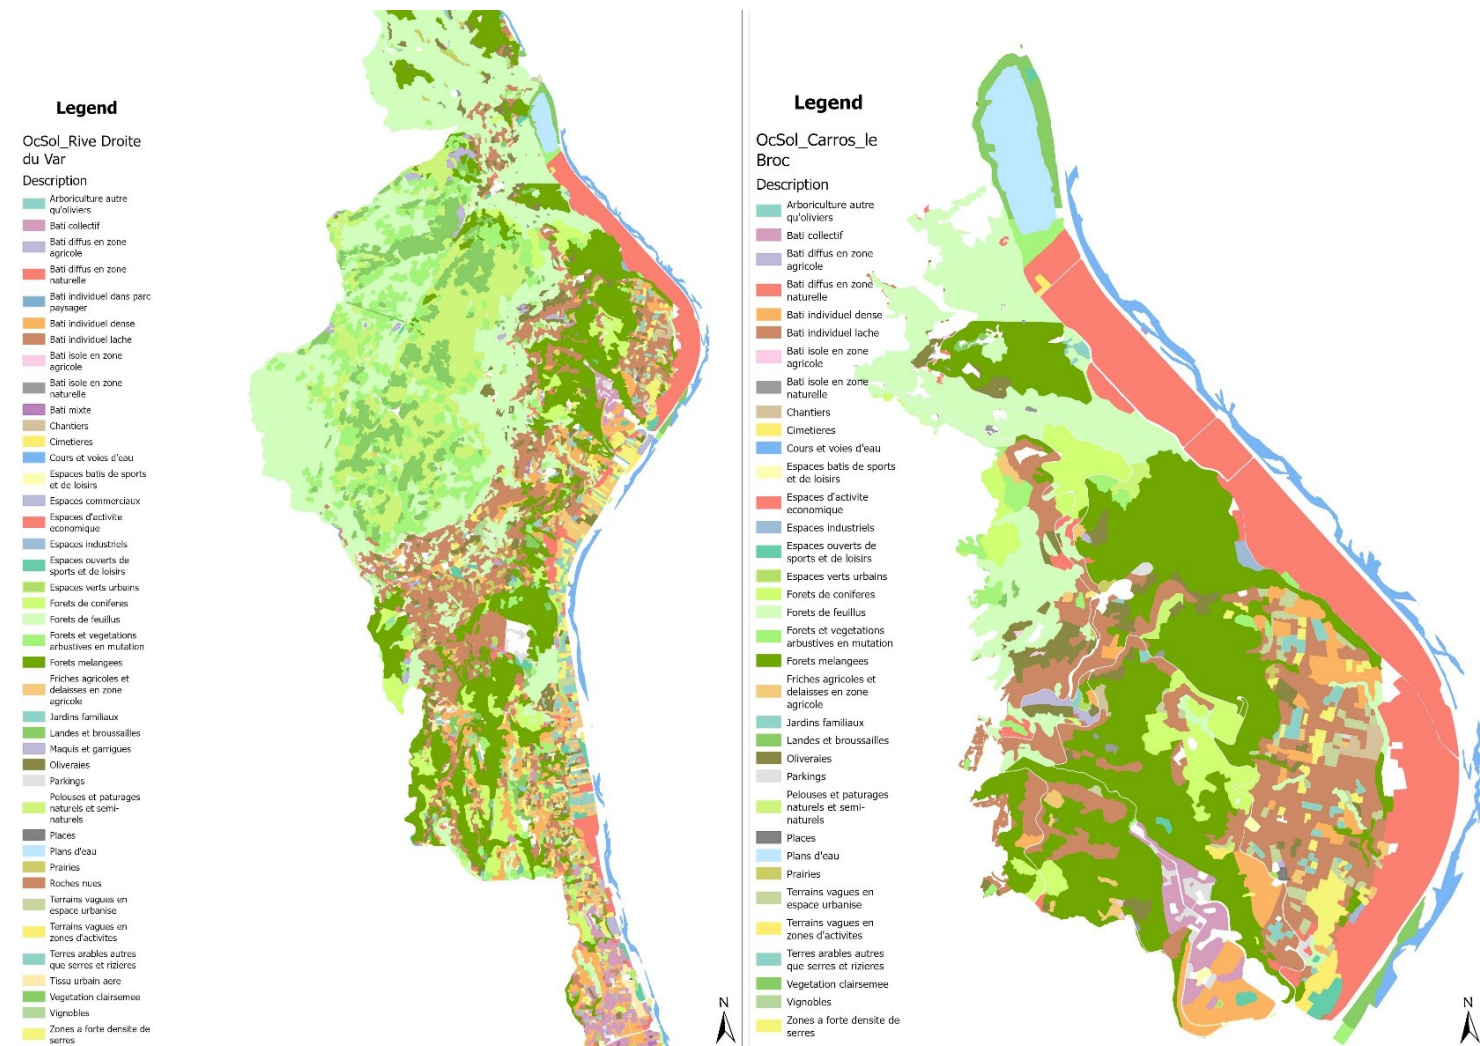 Legend
OcSol_Rive Droite
du Var
Description
Arboriculture autre
qu'oliviers
Bati collectif
Bati diffus en zone
agricole
Bati diffus en zone
naturelle
Bati individuel dans parc
paysager
Bati individuel dense
Bati individuel lache
Bati isole en zone
agricole
Bati isole en zone
naturelle
Bati mixte
Chantiers
Cimetieres
Cours et voies d'eau
Espaces batis de sports
et de loisirs
Espaces commerciaux
Espaces d'activite
economique
Espaces industriels
Espaces ouverts de
sports et de loisirs
Espaces verts urbains
Forets de coniferes
Forets de feuillus
Forets et vegetations
arbustives en mutation
Forets melangees
Friches agricoles et
delaisses en zone
agricole
Jardins familiaux
Landes et broussailles
Maquis et garrigues
Oliveraies
Parkings
Pelouses et paturages
naturels et semi-
naturels
Places
Plans d'eau
Prairies
Roches nues
Terrains vagues en
espace urbanise
Terrains vagues en
zones d'activites
Terres arables autres
que serres et rizieres
Tissu urbain aere
Vegetation clairsemee
Vignobles
Zones a forte densite de
serres
N
Legend
OcSol_Carros_le
Broc
Description
Arboriculture autre
qu'oliviers
Bati collectif
Bati diffus en zone
agricole
Bati diffus en zone
naturelle
Bati individuel dense
Bati individuel lache
Bati isole en zone
agricole
Bati isole en zone
naturelle
Chantiers
Cimetieres
Cours et voies d'eau
Espaces batis de sports
et de loisirs
Espaces d'activite
economique
Espaces industriels
Espaces ouverts de
sports et de loisirs
Espaces verts urbains
Forets de coniferes
Forets de feuillus
Forets et vegetations
arbustives en mutation
Forets melangees
Friches agricoles et
delaisses en zone
agricole
Jardins familiaux
Landes et broussailles
Oliveraies
Parkings
Pelouses et paturages
naturels et semi-
naturels
Places
Plans d'eau
Prairies
Terrains vagues en
espace urbanise
Terrains vagues en
zones d'activites
Terres arables autres
que serres et rizieres
Vegetation clairsemee
Vignobles
Zones a forte densite de
serres
N